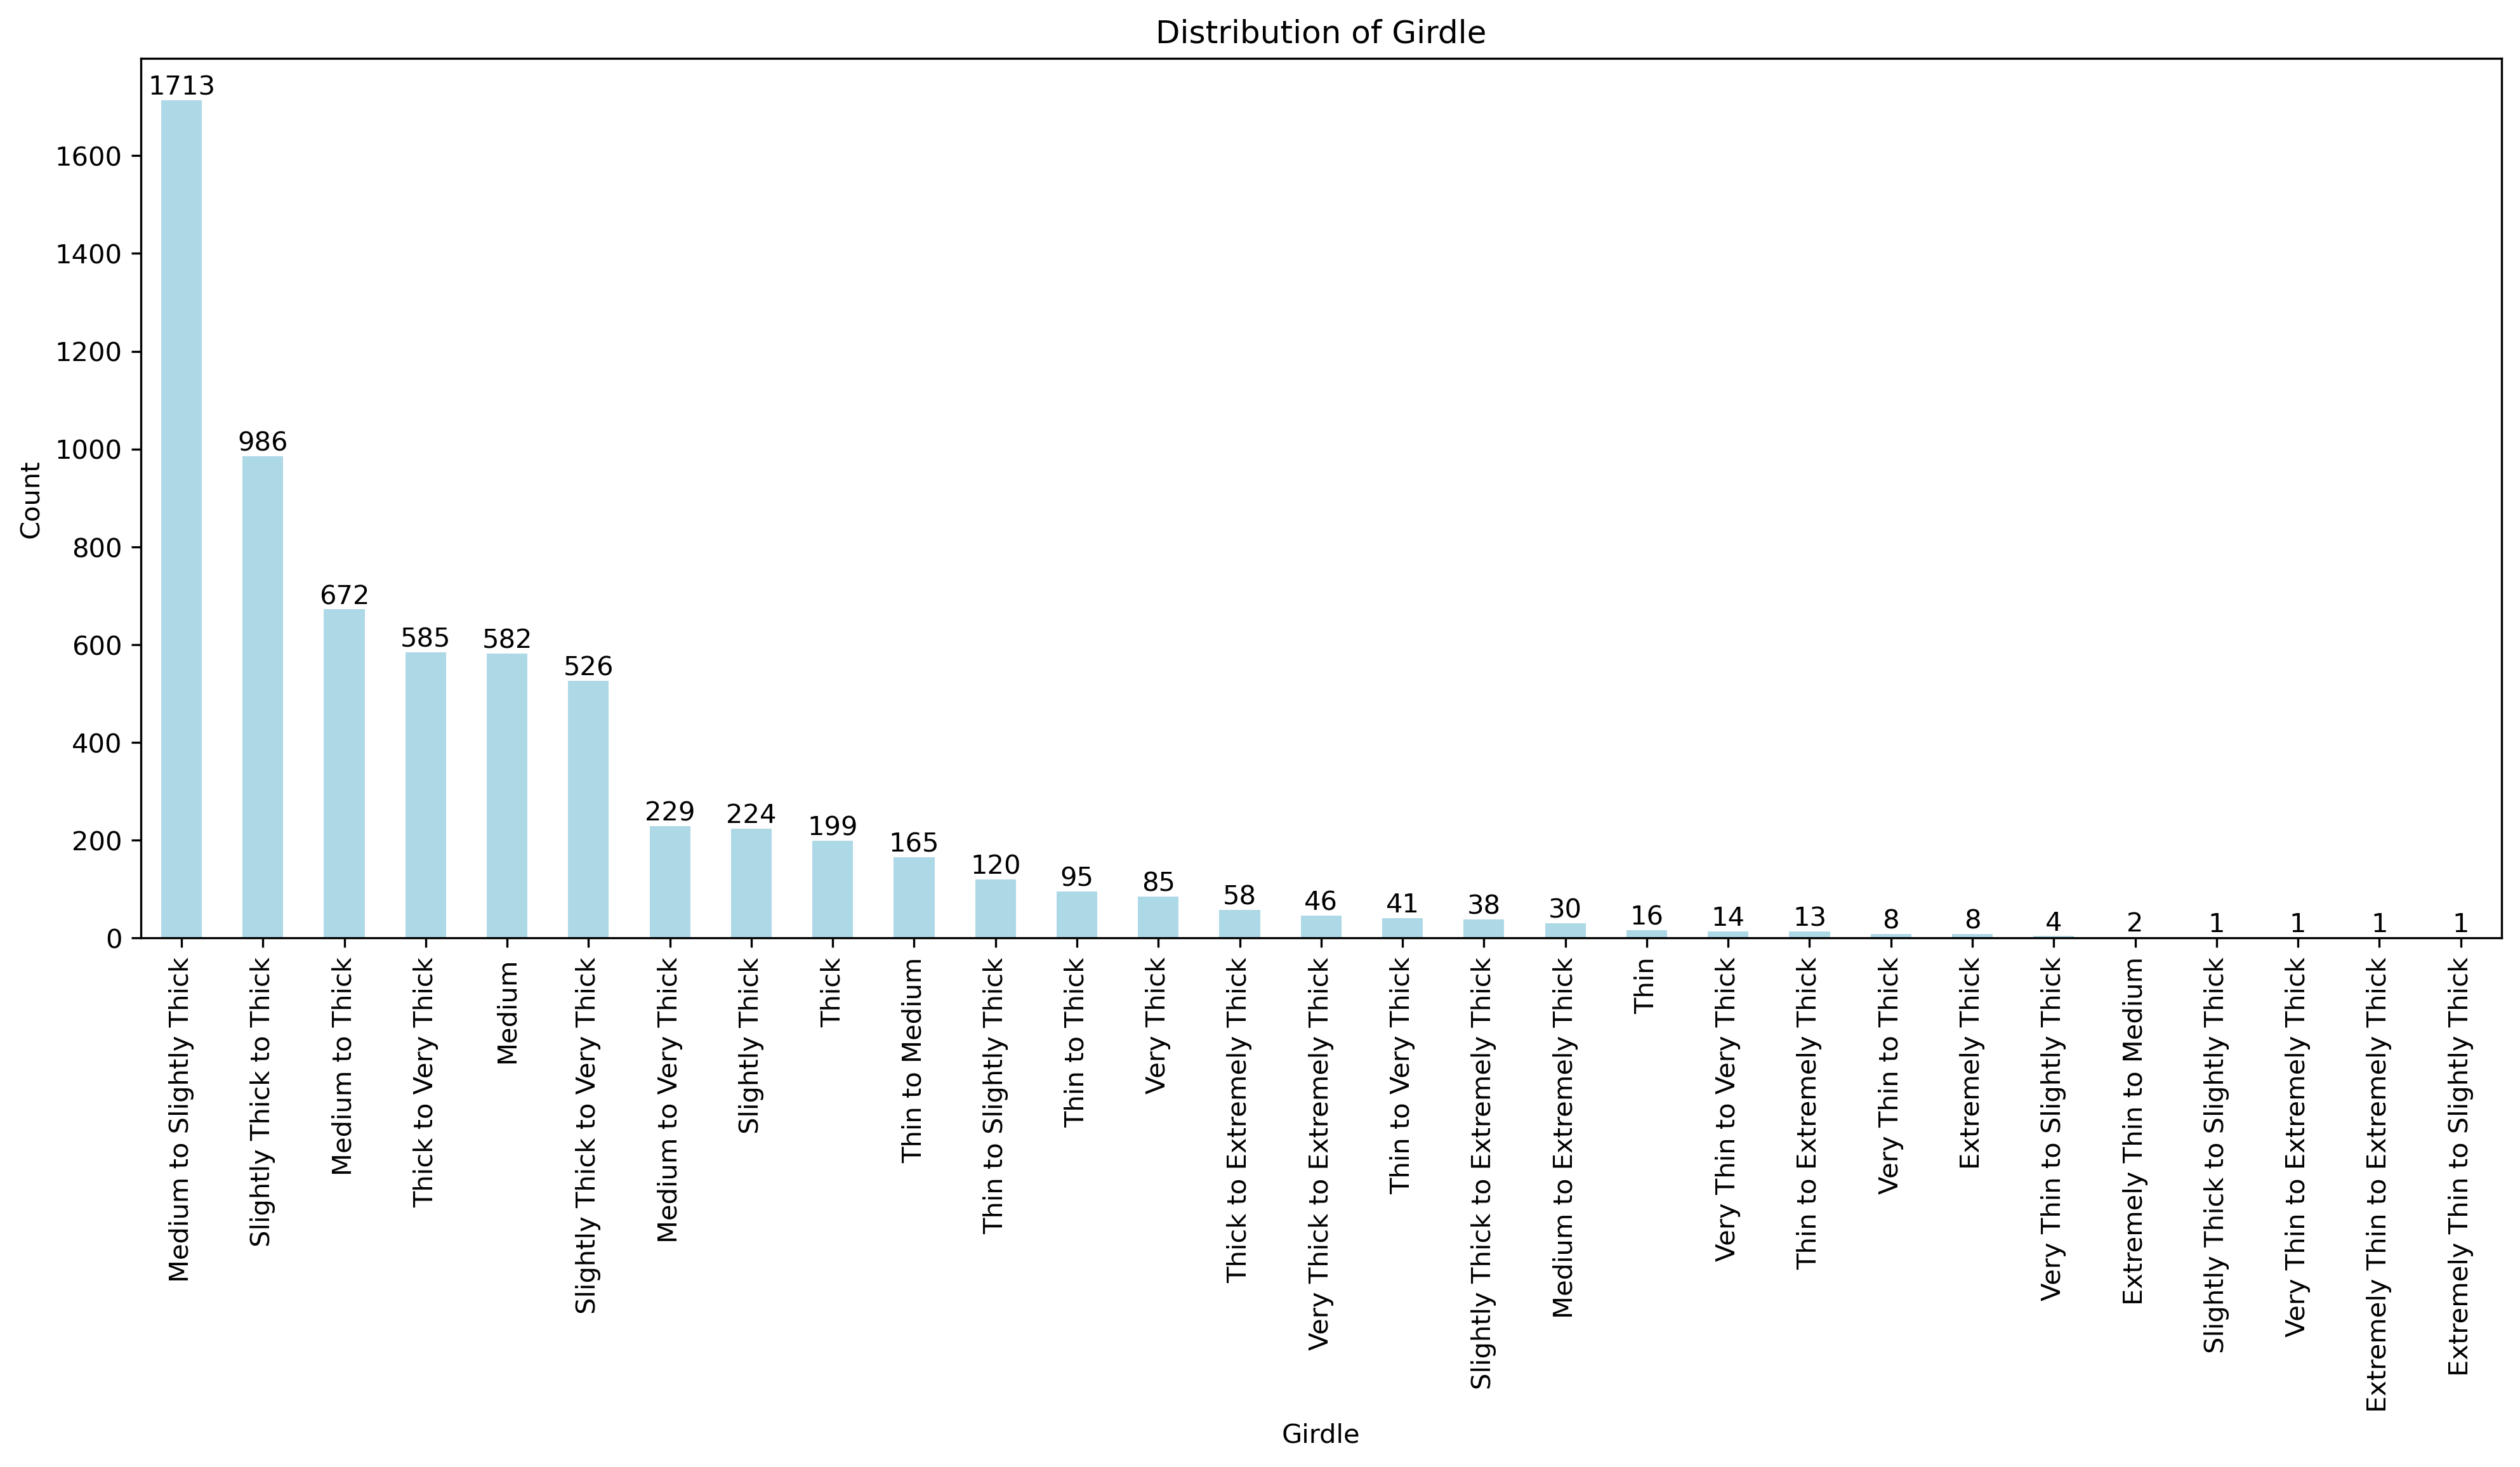 Distribution of Girdle
1713
986
672
585
582
526
229
224
199
165
120
95
85
58
46
41
38
30
16
14
13
8
8
4
2
1
1
1
1
1600
1400
1200
1000
800
600
400
200
0
Count
Medium to Slightly Thick
Slightly Thick to Thick
Medium to Thick
Thick to Very Thick
Medium
Slightly Thick to Very Thick
Medium to Very Thick
Slightly Thick
Thick
Thin to Medium
Thin to Slightly Thick
Thin to Thick
Very Thick
Thick to Extremely Thick
Very Thick to Extremely Thick
Thin to Very Thick
Slightly Thick to Extremely Thick
Medium to Extremely Thick
Thin
Very Thin to Very Thick
Thin to Extremely Thick
Very Thin to Thick
Extremely Thick
Very Thin to Slightly Thick
Extremely Thin to Medium
Slightly Thick to Slightly Thick
Very Thin to Extremely Thick
Extremely Thin to Extremely Thick
Extremely Thin to Slightly Thick
Girdle